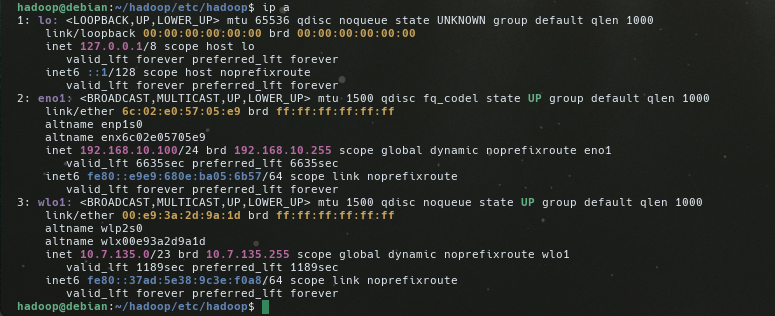 hadoop@debian:~/hadoop/etc/hadoop$ ip a
1: lo: <LOOPBACK,UP,LOWER_UP> mtu 65536 qdisc noqueue state UNKNOWN group default qlen 1000
    link/loopback 00:00:00:00:00:00 brd 00:00:00:00:00:00
    inet 127.0.0.1/8 scope host lo
       valid_lft forever preferred_lft forever
    inet6 ::1/128 scope host noprefixroute
       valid_lft forever preferred_lft forever
2: eno1: <BROADCAST,MULTICAST,UP,LOWER_UP> mtu 1500 qdisc fq_codel state UP group default qlen 1000
    link/ether 6c:02:e0:57:05:e9 brd ff:ff:ff:ff:ff:ff
    altname enp1s0
    altname enx6c02e05705e9
    inet 192.168.10.100/24 brd 192.168.10.255 scope global dynamic noprefixroute eno1
       valid_lft 6635sec preferred_lft 6635sec
    inet6 fe80::e9e9:680e:ba05:6b57/64 scope link noprefixroute
       valid_lft forever preferred_lft forever
3: wlo1: <BROADCAST,MULTICAST,UP,LOWER_UP> mtu 1500 qdisc noqueue state UP group default qlen 1000
    link/ether 00:e9:3a:2d:9a:1d brd ff:ff:ff:ff:ff:ff
    altname wlp2s0
    altname wlx00e93a2d9a1d
    inet 10.7.135.0/23 brd 10.7.135.255 scope global dynamic noprefixroute wlo1
       valid_lft 1189sec preferred_lft 1189sec
    inet6 fe80::37ad:5e38:9c3e:f0a8/64 scope link noprefixroute
       valid_lft forever preferred_lft forever
hadoop@debian:~/hadoop/etc/hadoop$